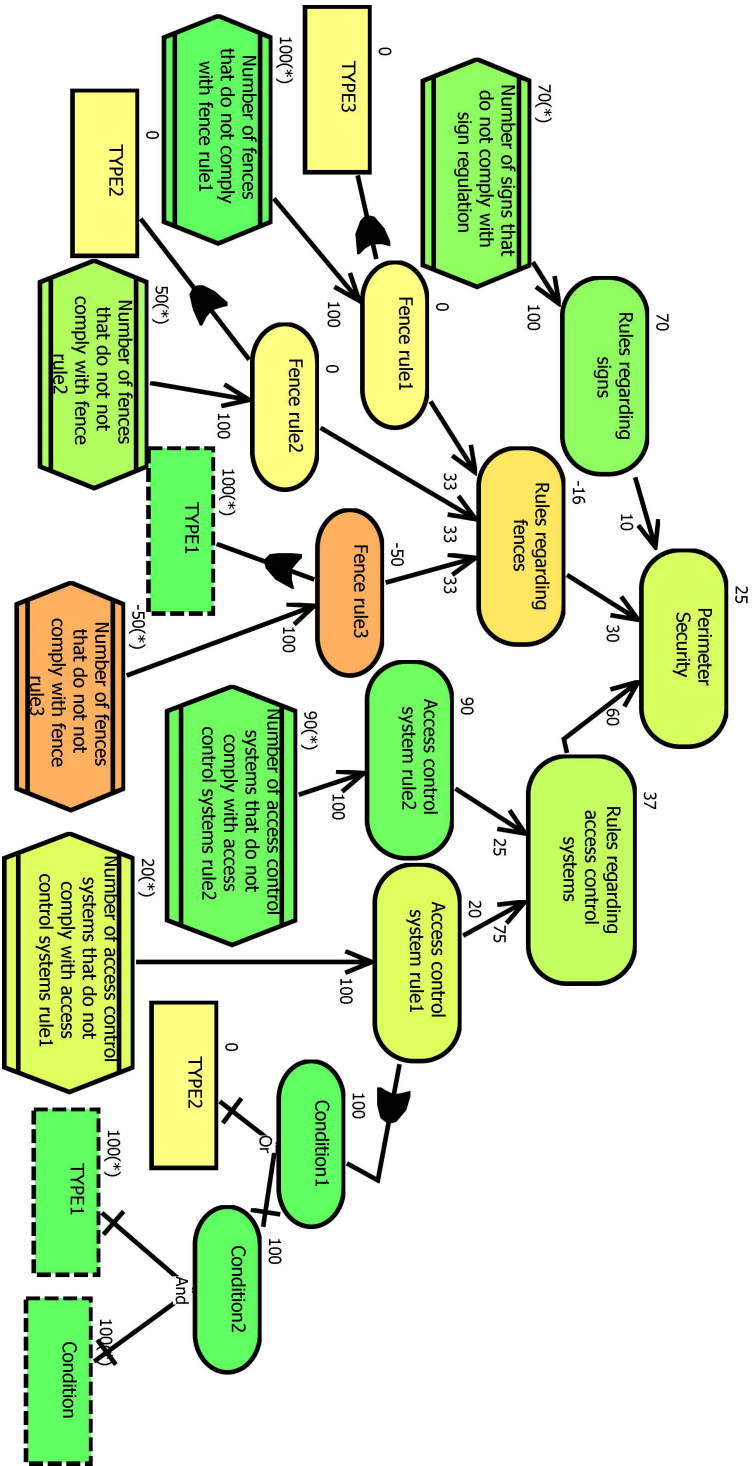 25
Perimeter
Security
10
30
60
70
Rules regarding
signs
-16
Rules regarding
fences
37
Rules regarding
access control
systems
100
33
33
33
25
75
70(*)
Number of signs that
do not comply with
sign regulation
0
Fence rule1
0
Fence rule2
-50
Fence rule3
90
Access control
system rule2
20
Access control
system rule1
100
100
100
100
100
0
TYPE3
100(*)
Number of fences
that do not comply
with fence rule1
0
TYPE2
50(*)
Number of fences
that do not not
comply with fence
rule2
100(*)
TYPE1
-50(*)
Number of fences
that do not not
comply with fence
rule3
90(*)
Number of access control
systems that do not
comply with access
control systems rule2
20(*)
Number of access control
systems that do not
comply with access
control systems rule1
100
Condition1
Or
0
TYPE2
100
Condition2
And
100(*)
TYPE1
100(*)
Condition